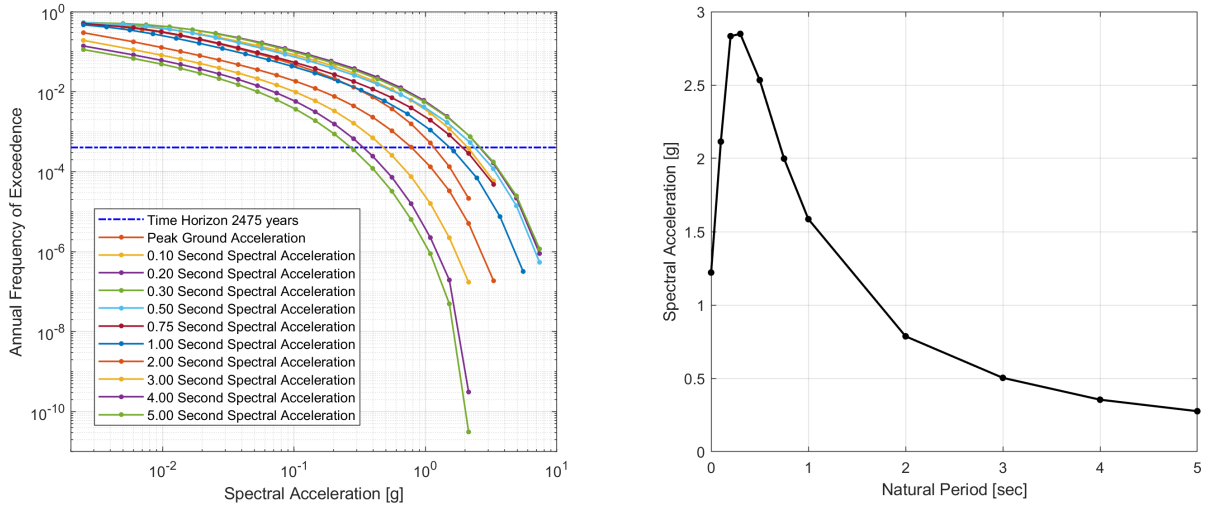 10^0
10^-2
10^-4
10^-6
10^-8
10^-10
Annual Frequency of Exceedence
Time Horizon 2475 years
Peak Ground Acceleration
0.10 Second Spectral Acceleration
0.20 Second Spectral Acceleration
0.30 Second Spectral Acceleration
0.50 Second Spectral Acceleration
0.75 Second Spectral Acceleration
1.00 Second Spectral Acceleration
2.00 Second Spectral Acceleration
3.00 Second Spectral Acceleration
4.00 Second Spectral Acceleration
5.00 Second Spectral Acceleration
10^-2 10^-1 10^0 10^1
Spectral Acceleration [g]
3
2.5
2
1.5
1
0.5
0
Spectral Acceleration [g]
0 1 2 3 4 5
Natural Period [sec]